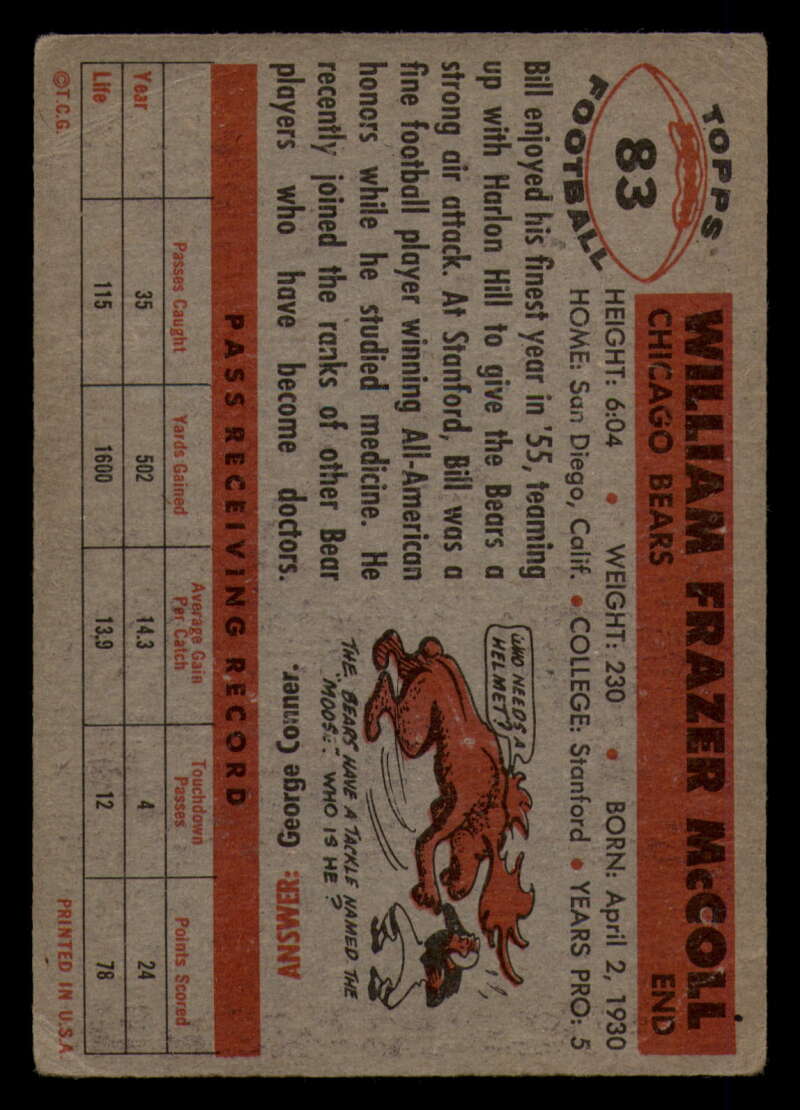 TOPPS
83
FOOTBALL
WILLIAM FRAZER McCOLL
CHICAGO BEARS END
HEIGHT: 6:04 • WEIGHT: 230 • BORN: April 2, 1930
HOME: San Diego, Calif. • COLLEGE: Stanford • YEARS PRO: 5
Bill enjoyed his finest year in '55, teaming
up with Harlon Hill to give the Bears a
strong air attack. At Stanford, Bill was a
fine football player winning All-American
honors while he studied medicine. He
recently joined the ranks of other Bear
players who have become doctors.
WHO NEEDS A
HELMET?
THE BEARS HAVE A TACKLE NAMED THE
"MOOSE." WHO IS HE?
ANSWER: George Conner.
PASS RECEIVING RECORD
Year Passes Caught Yards Gained Average Gain Per Catch Touchdown Passes Points Scored
35 502 14.3 4 24
Life 115 1600 13.9 12 78
©T.C.G. PRINTED IN U.S.A.